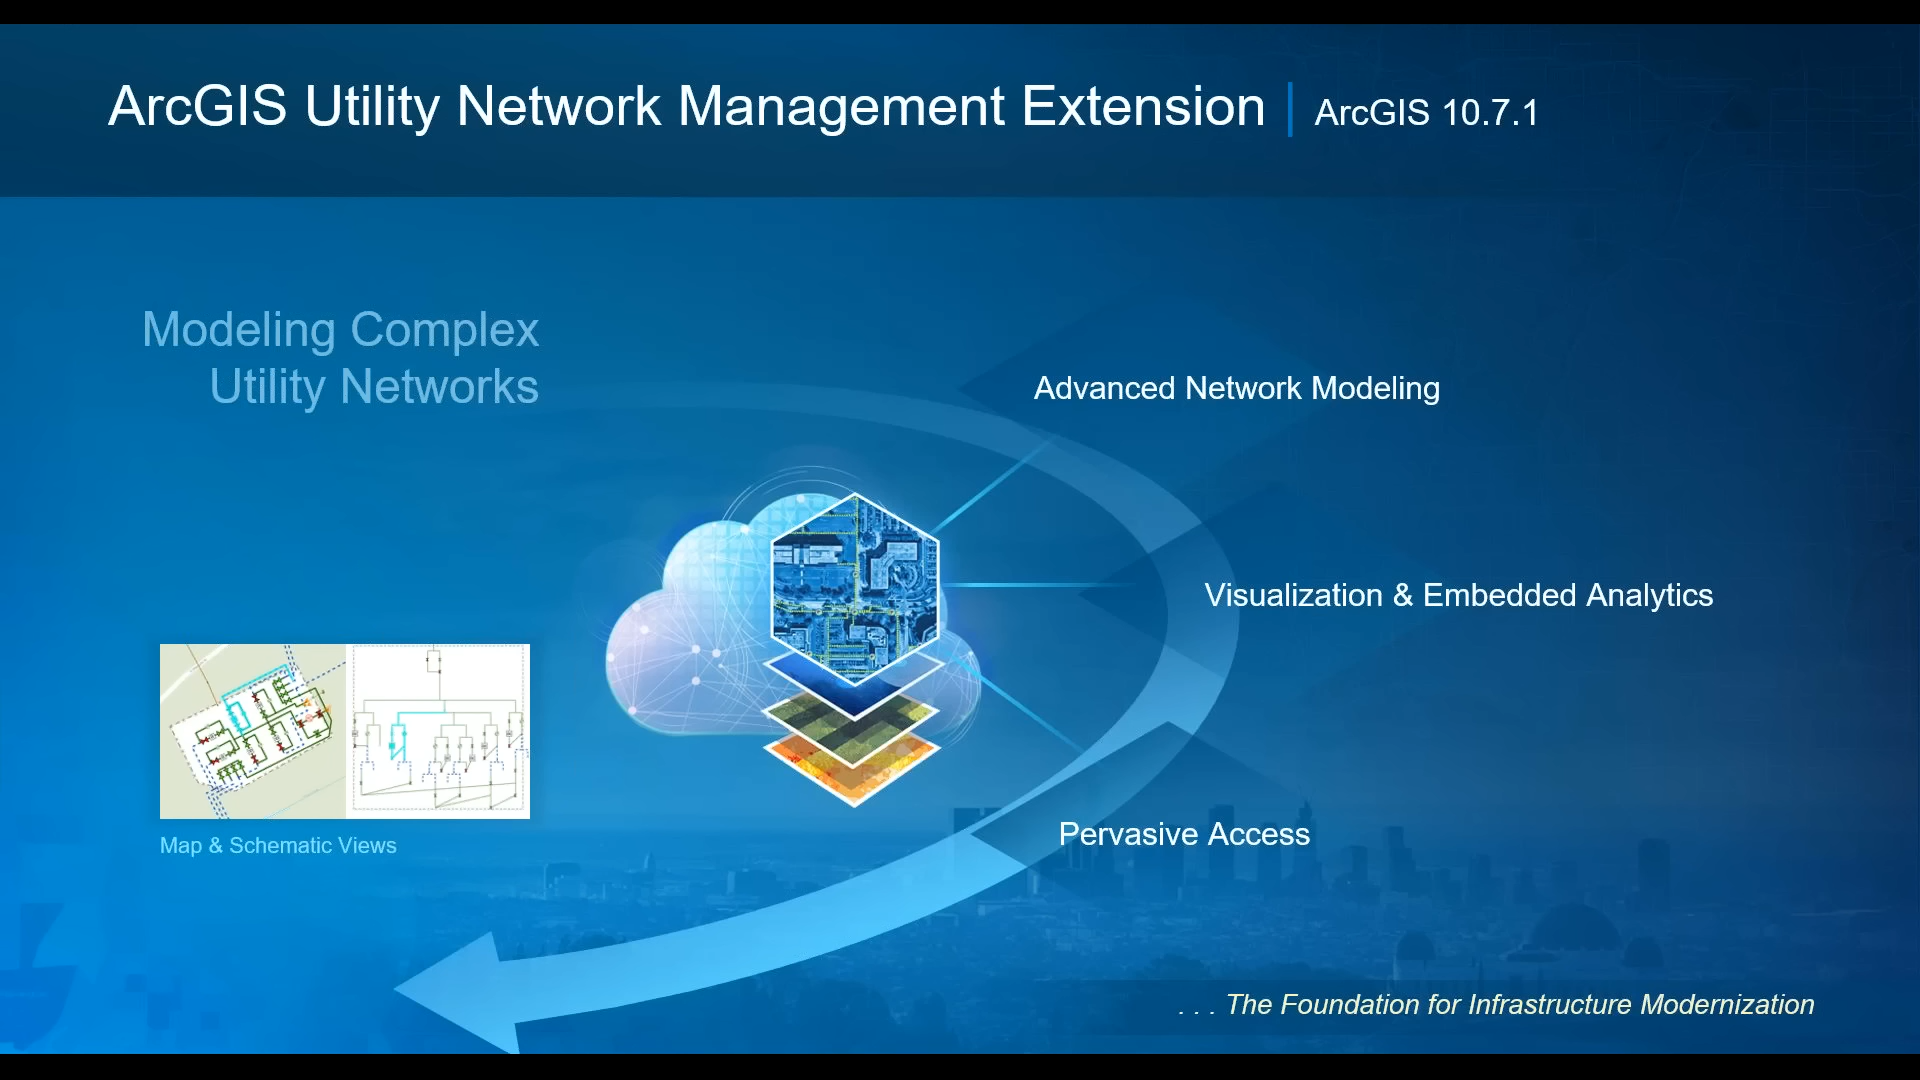 ArcGIS Utility Network Management Extension | ArcGIS 10.7.1
Modeling Complex
Utility Networks
Advanced Network Modeling
Visualization & Embedded Analytics
Map & Schematic Views
Pervasive Access
. . . The Foundation for Infrastructure Modernization